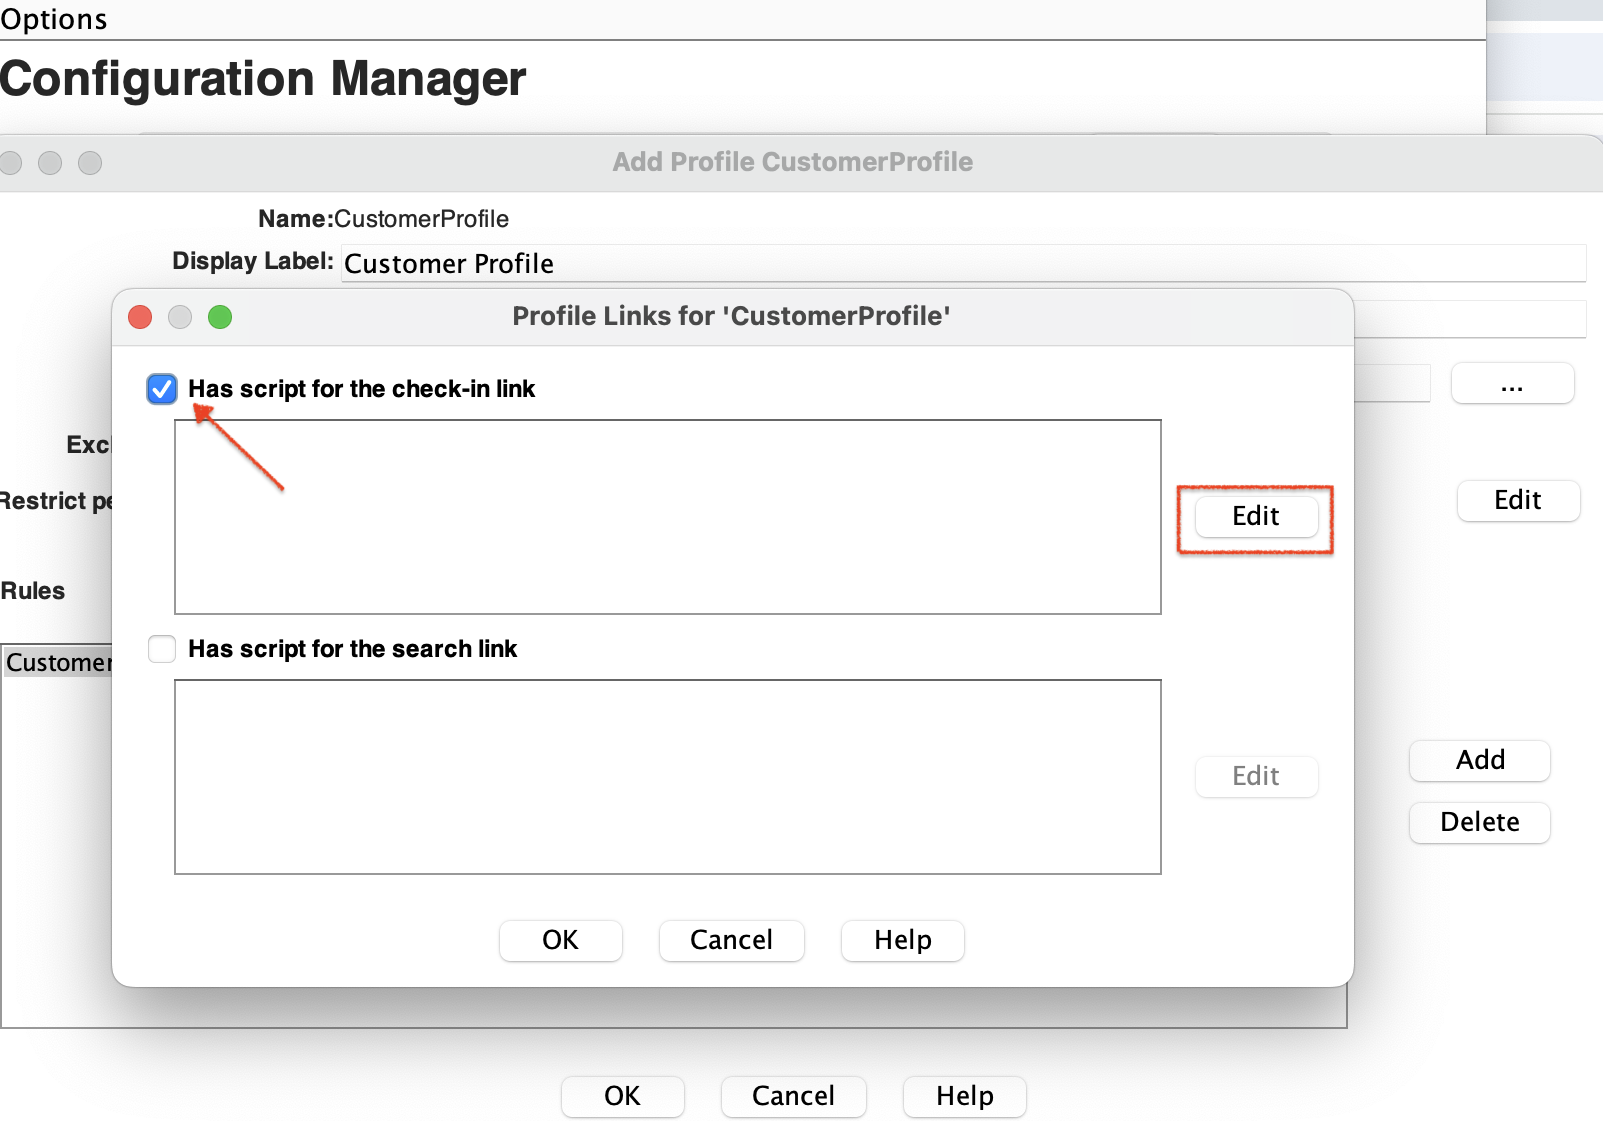 Options
Configuration Manager
Add Profile CustomerProfile
Name:CustomerProfile
Display Label: Customer Profile
Profile Links for 'CustomerProfile'
Has script for the check-in link
...
Edit
Restrict
Edit
Rules
Has script for the search link
Customer
Edit
Add
Delete
OK Cancel Help
OK Cancel Help